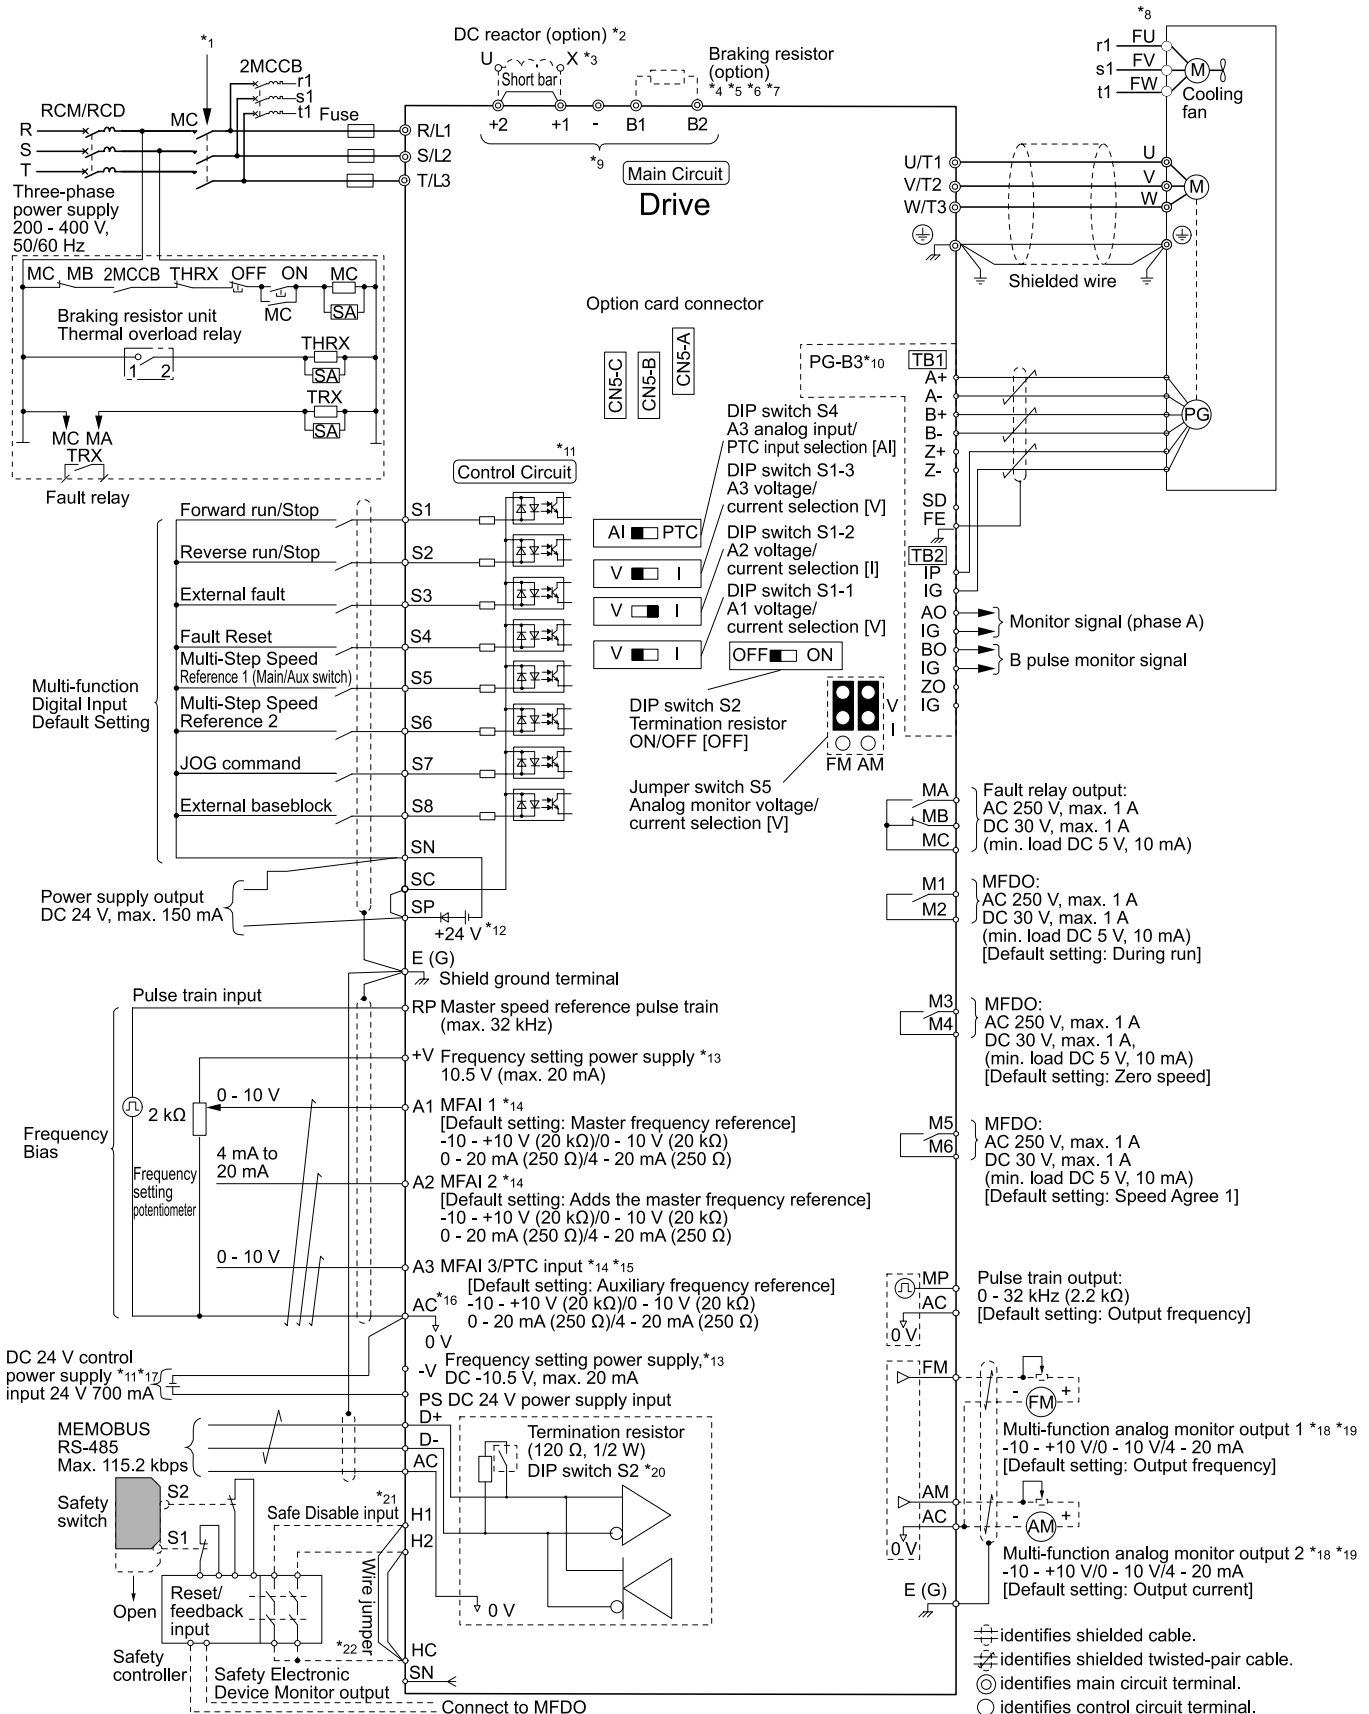 *1
DC reactor (option) *2
U X *3
Short bar
Braking resistor
(option)
*4 *5 *6 *7
+2 +1 - B1 B2
*9
Main Circuit
Drive
*8
r1 FU
s1 FV
t1 FW
M
Cooling
fan
2MCCB
r1
s1
t1
RCM/RCD
MC
Fuse
R
S
T
R/L1
S/L2
T/L3
Three-phase
power supply
200 - 400 V,
50/60 Hz
U/T1 U
V/T2 V
W/T3 W
M
Shielded wire
MC MB 2MCCB THRX OFF ON MC
MC
SA
Braking resistor unit
Thermal overload relay
1 2
THRX
SA
TRX
SA
MC MA
TRX
Fault relay
Option card connector
CN5-C
CN5-B
CN5-A
PG-B3*10
TB1
A+
A-
B+
B-
Z+
Z-
SD
FE
TB2
IP
IG
AO
IG
BO
IG
ZO
IG
PG
Monitor signal (phase A)
B pulse monitor signal
*11
Control Circuit
DIP switch S4
A3 analog input/
PTC input selection [AI]
DIP switch S1-3
A3 voltage/
current selection [V]
DIP switch S1-2
A2 voltage/
current selection [I]
DIP switch S1-1
A1 voltage/
current selection [V]
AI PTC
V I
V I
V I
OFF ON
DIP switch S2
Termination resistor
ON/OFF [OFF]
V
I
FM AM
Jumper switch S5
Analog monitor voltage/
current selection [V]
Multi-function
Digital Input
Default Setting
Forward run/Stop
S1
Reverse run/Stop
S2
External fault
S3
Fault Reset
S4
Multi-Step Speed
Reference 1 (Main/Aux switch)
S5
Multi-Step Speed
Reference 2
S6
JOG command
S7
External baseblock
S8
SN
SC
SP
Power supply output
DC 24 V, max. 150 mA
+24 V *12
E (G)
Shield ground terminal
MA
MB
MC
Fault relay output:
AC 250 V, max. 1 A
DC 30 V, max. 1 A
(min. load DC 5 V, 10 mA)
M1
M2
MFDO:
AC 250 V, max. 1 A
DC 30 V, max. 1 A
(min. load DC 5 V, 10 mA)
[Default setting: During run]
M3
M4
MFDO:
AC 250 V, max. 1 A
DC 30 V, max. 1 A,
(min. load DC 5 V, 10 mA)
[Default setting: Zero speed]
M5
M6
MFDO:
AC 250 V, max. 1 A
DC 30 V, max. 1 A
(min. load DC 5 V, 10 mA)
[Default setting: Speed Agree 1]
Frequency
Bias
Pulse train input
RP Master speed reference pulse train
(max. 32 kHz)
+V Frequency setting power supply *13
10.5 V (max. 20 mA)
2 kΩ
0 - 10 V
Frequency
setting
potentiometer
A1 MFAI 1 *14
[Default setting: Master frequency reference]
-10 - +10 V (20 kΩ)/0 - 10 V (20 kΩ)
0 - 20 mA (250 Ω)/4 - 20 mA (250 Ω)
4 mA to
20 mA
A2 MFAI 2 *14
[Default setting: Adds the master frequency reference]
-10 - +10 V (20 kΩ)/0 - 10 V (20 kΩ)
0 - 20 mA (250 Ω)/4 - 20 mA (250 Ω)
0 - 10 V
A3 MFAI 3/PTC input *14 *15
[Default setting: Auxiliary frequency reference]
AC*16 -10 - +10 V (20 kΩ)/0 - 10 V (20 kΩ)
0 - 20 mA (250 Ω)/4 - 20 mA (250 Ω)
0 V
-V Frequency setting power supply,*13
DC -10.5 V, max. 20 mA
DC 24 V control
power supply *11*17
input 24 V 700 mA
PS DC 24 V power supply input
MP
AC
0 V
Pulse train output:
0 - 32 kHz (2.2 kΩ)
[Default setting: Output frequency]
FM
- FM +
Multi-function analog monitor output 1 *18 *19
-10 - +10 V/0 - 10 V/4 - 20 mA
[Default setting: Output frequency]
AM
AC
0 V
- AM +
Multi-function analog monitor output 2 *18 *19
-10 - +10 V/0 - 10 V/4 - 20 mA
[Default setting: Output current]
E (G)
MEMOBUS
RS-485
Max. 115.2 kbps
D+
D-
AC
Termination resistor
(120 Ω, 1/2 W)
DIP switch S2 *20
0 V
Safety
switch
S2
S1
Open
*21
Safe Disable input
H1
H2
Wire jumper
Reset/
feedback
input
*22
HC
SN
Safety
controller
Safety Electronic
Device Monitor output
Connect to MFDO
identifies shielded cable.
identifies shielded twisted-pair cable.
identifies main circuit terminal.
identifies control circuit terminal.